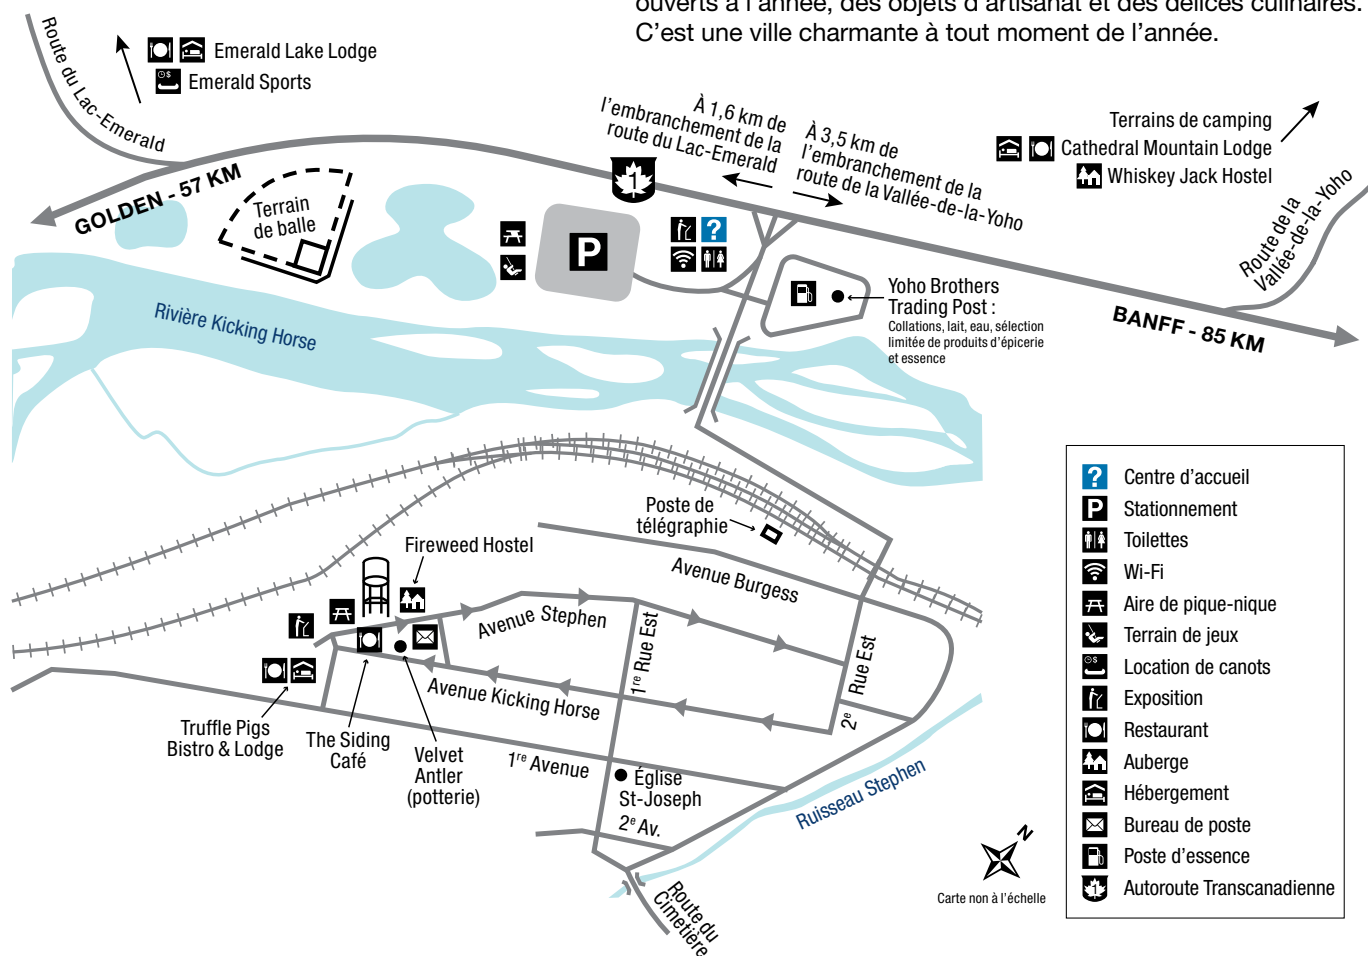 ouverts à l'année, des objets d'artisanat et des délices culinaires.
C'est une ville charmante à tout moment de l'année.
Route du Lac-Emerald
Emerald Lake Lodge
Emerald Sports
À 1,6 km de
l'embranchement de la
route du Lac-Emerald
À 3,5 km de
l'embranchement de la
route de la Vallée-de-la-Yoho
Terrains de camping
Cathedral Mountain Lodge
Whiskey Jack Hostel
Route de la
Vallée-de-la-Yoho
GOLDEN - 57 KM
Terrain
de balle
1
P
?
Rivière Kicking Horse
Yoho Brothers
Trading Post :
Collations, lait, eau, sélection
limitée de produits d'épicerie
et essence
BANFF - 85 KM
Poste de
télégraphie
Fireweed Hostel
Avenue Burgess
Avenue Stephen
1re Rue Est
2e Rue Est
Avenue Kicking Horse
Truffle Pigs
Bistro & Lodge
The Siding
Café
Velvet
Antler
(potterie)
1re Avenue
Église
St-Joseph
2e Av.
Ruisseau Stephen
Route du
Cimetière
N
Carte non à l'échelle
? Centre d'accueil
P Stationnement
Toilettes
Wi-Fi
Aire de pique-nique
Terrain de jeux
Location de canots
Exposition
Restaurant
Auberge
Hébergement
Bureau de poste
Poste d'essence
1 Autoroute Transcanadienne